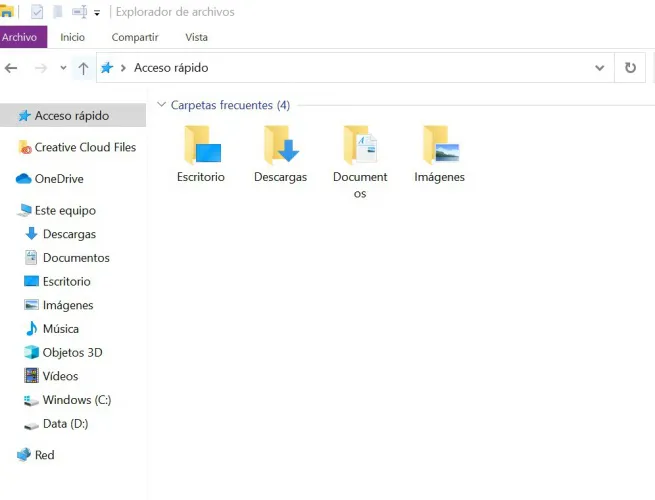 Explorador de archivos
Archivo Inicio Compartir Vista
Acceso rápido
Carpetas frecuentes (4)
Escritorio
Descargas
Document
os
Imágenes
Acceso rápido
Creative Cloud Files
OneDrive
Este equipo
Descargas
Documentos
Escritorio
Imágenes
Música
Objetos 3D
Vídeos
Windows (C:)
Data (D:)
Red